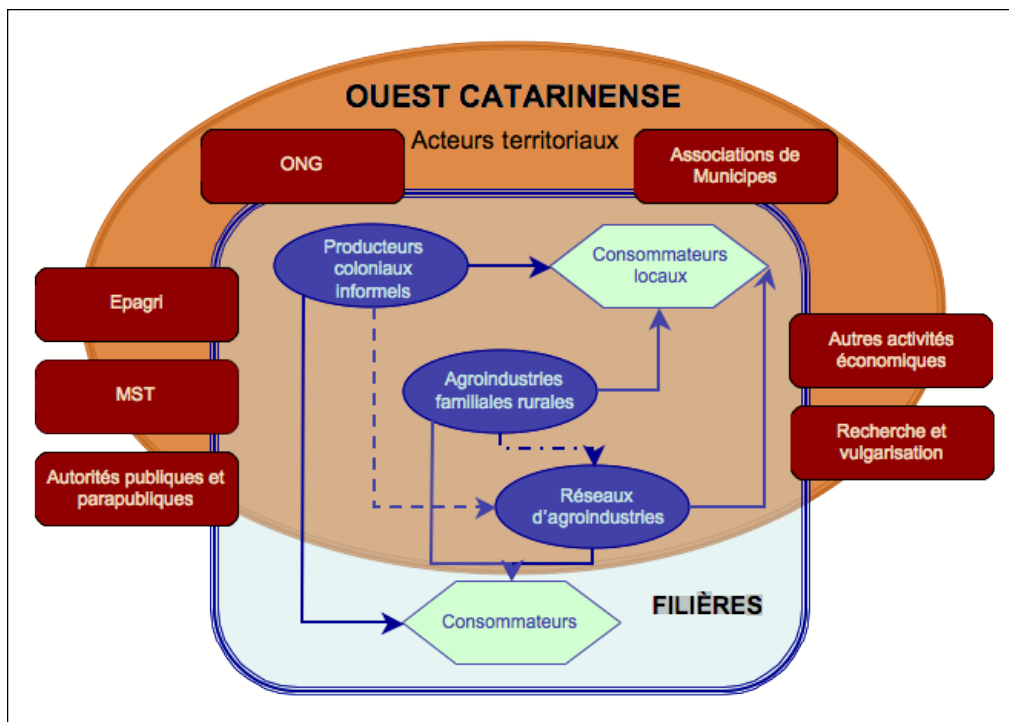 OUEST CATARINENSE
Acteurs territoriaux
ONG
Associations de
Municipes
Producteurs
coloniaux
informels
Consommateurs
locaux
Epagri
Autres activités
économiques
MST
Agroindustries
familiales rurales
Recherche et
vulgarisation
Autorités publiques et
parapubliques
Réseaux
d'agroindustries
FILIÈRES
Consommateurs